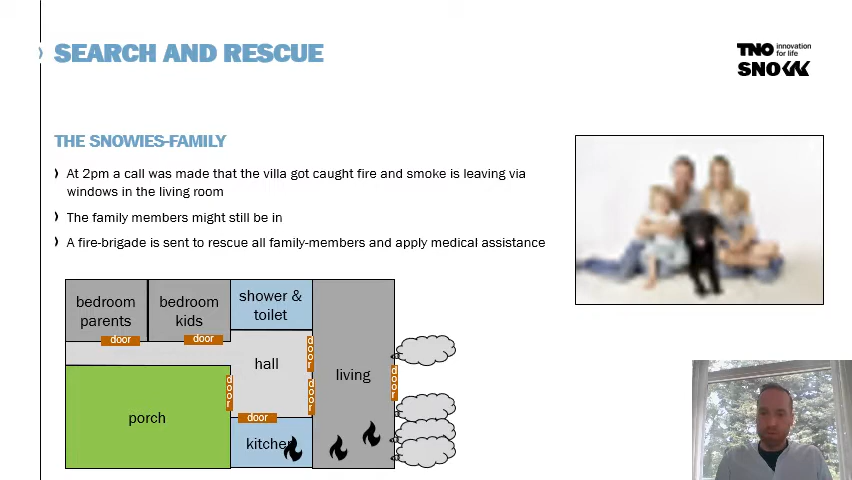 SEARCH AND RESCUE
TNO innovation
for life
SNOW
THE SNOWIES-FAMILY
At 2pm a call was made that the villa got caught fire and smoke is leaving via
windows in the living room
The family members might still be in
A fire-brigade is sent to rescue all family-members and apply medical assistance
bedroom
parents
bedroom
kids
shower &
toilet
door
door
hall
door
living
door
door
door
porch
door
kitchen